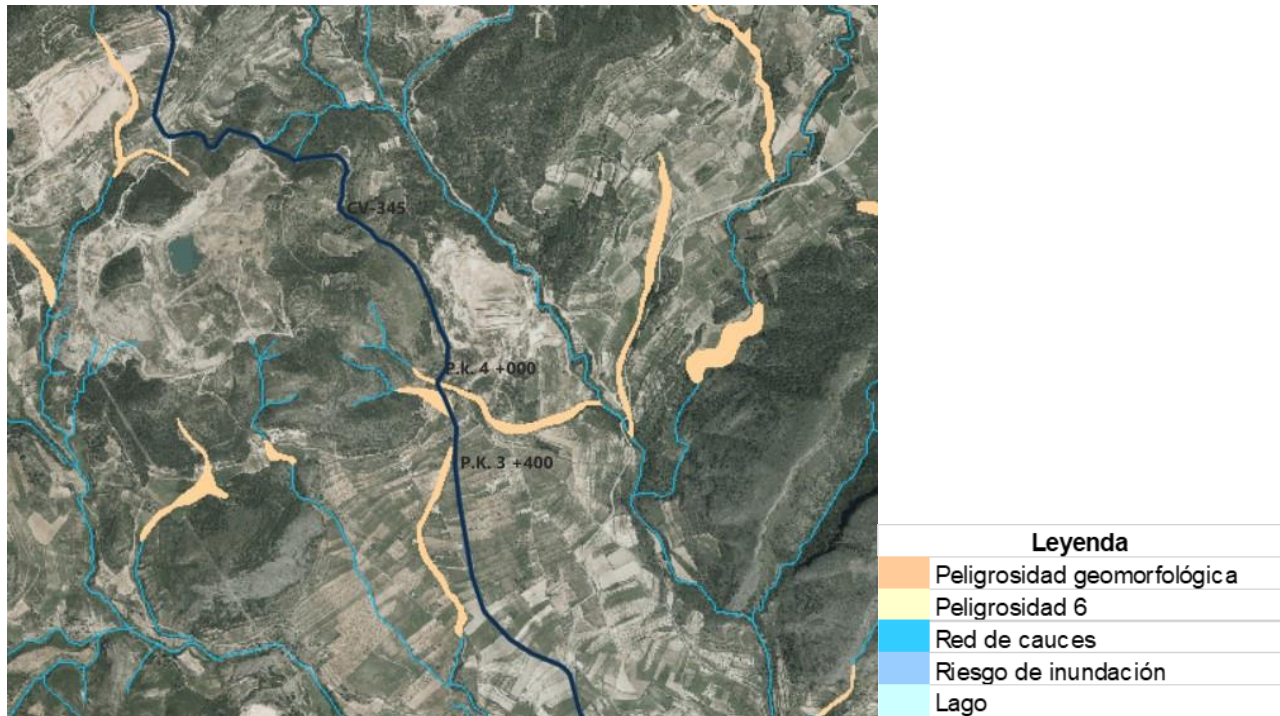 CV-345
P.K. 4 +000
P.K. 3 +400
Leyenda
Peligrosidad geomorfológica
Peligrosidad 6
Red de cauces
Riesgo de inundación
Lago